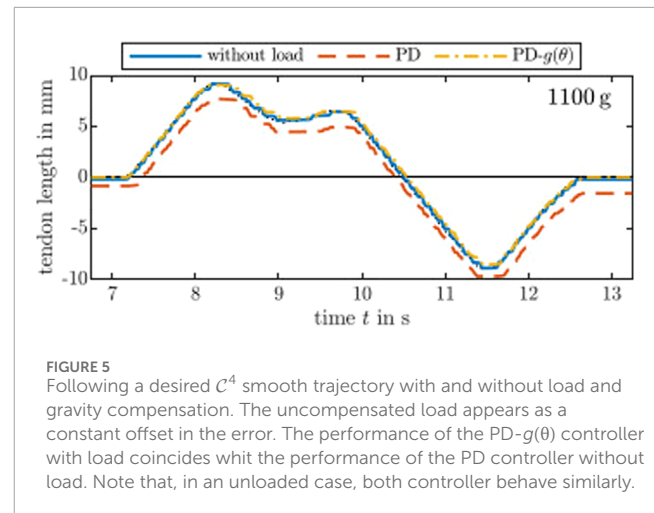 without load PD PD-g(θ)
1100 g
10
5
0
-5
-10
tendon length in mm
7 8 9 10 11 12 13
time t in s
FIGURE 5
Following a desired C⁴ smooth trajectory with and without load and
gravity compensation. The uncompensated load appears as a
constant offset in the error. The performance of the PD-g(θ) controller
with load coincides whit the performance of the PD controller without
load. Note that, in an unloaded case, both controller behave similarly.